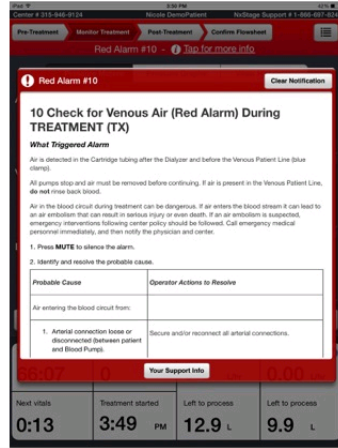 iPad
3:50 PM
12%
Center # 315-946-9124
Nicole DemoPatient
NxStage Support # 1-866-697-824
Pre-Treatment
Monitor Treatment
Post-Treatment
Confirm Flowsheet
Red Alarm #10 - Tap for more info
Red Alarm #10
Clear Notification
10 Check for Venous Air (Red Alarm) During
TREATMENT (TX)
What Triggered Alarm
Air is detected in the Cartridge tubing after the Dialyzer and before the Venous Patient Line (blue
clamp).
All pumps stop and air must be removed before continuing. If air is present in the Venous Patient Line,
do not rinse back blood.
Air in the blood circuit during treatment can be dangerous. If air enters the blood stream it can lead to
an air embolism that can result in serious injury or even death. If an air embolism is suspected,
emergency interventions following center policy should be followed. Call emergency medical
personnel immediately, and then notify the physician and center.
1. Press MUTE to silence the alarm.
2. Identify and resolve the probable cause.
Probable Cause
Operator Actions to Resolve
Air entering the blood circuit from:
1. Arterial connection loose or
disconnected (between patient
and Blood Pump).
Secure and/or reconnect all arterial connections.
Your Support Info
66:07
0
0.00
Next vitals
Treatment started
Left to process
Left to process
0:13
3:49 PM
12.9 L
9.9 L